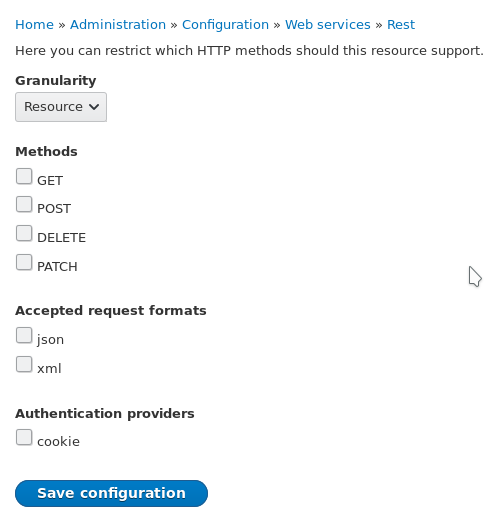 Home » Administration » Configuration » Web services » Rest
Here you can restrict which HTTP methods should this resource support.
Granularity
Resource
Methods
GET
POST
DELETE
PATCH
Accepted request formats
json
xml
Authentication providers
cookie
Save configuration